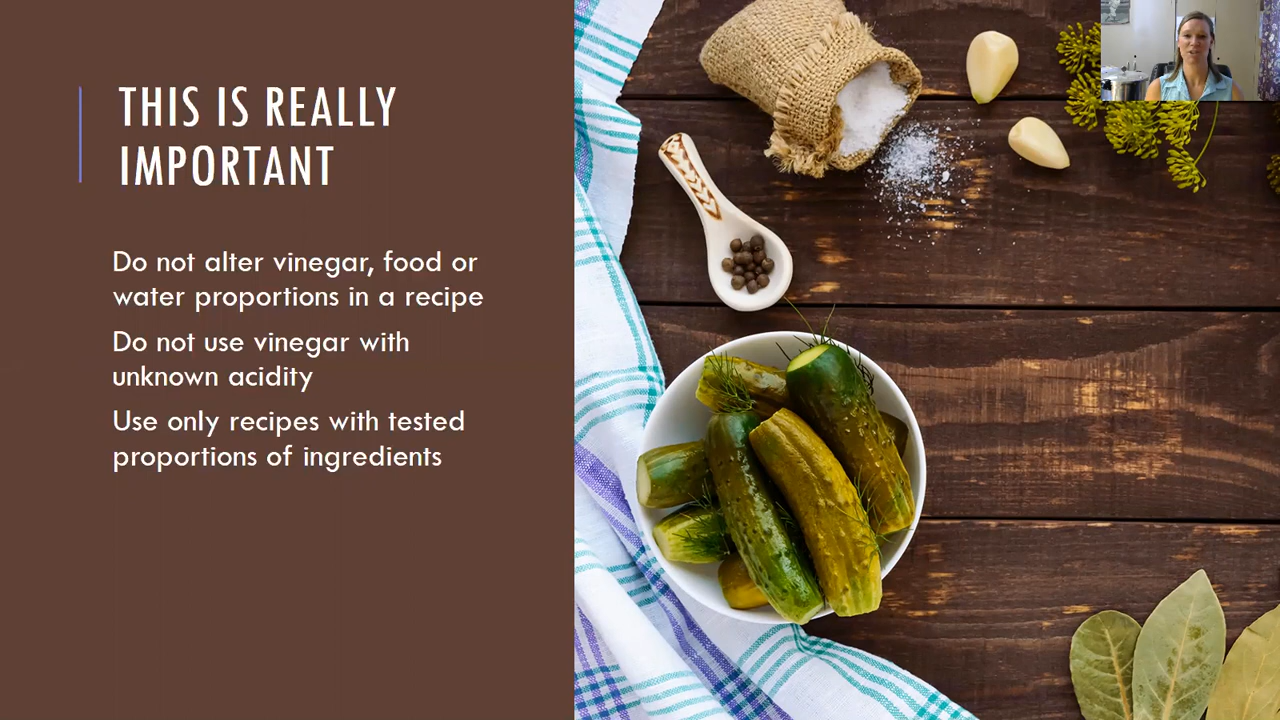 THIS IS REALLY
IMPORTANT
Do not alter vinegar, food or
water proportions in a recipe
Do not use vinegar with
unknown acidity
Use only recipes with tested
proportions of ingredients